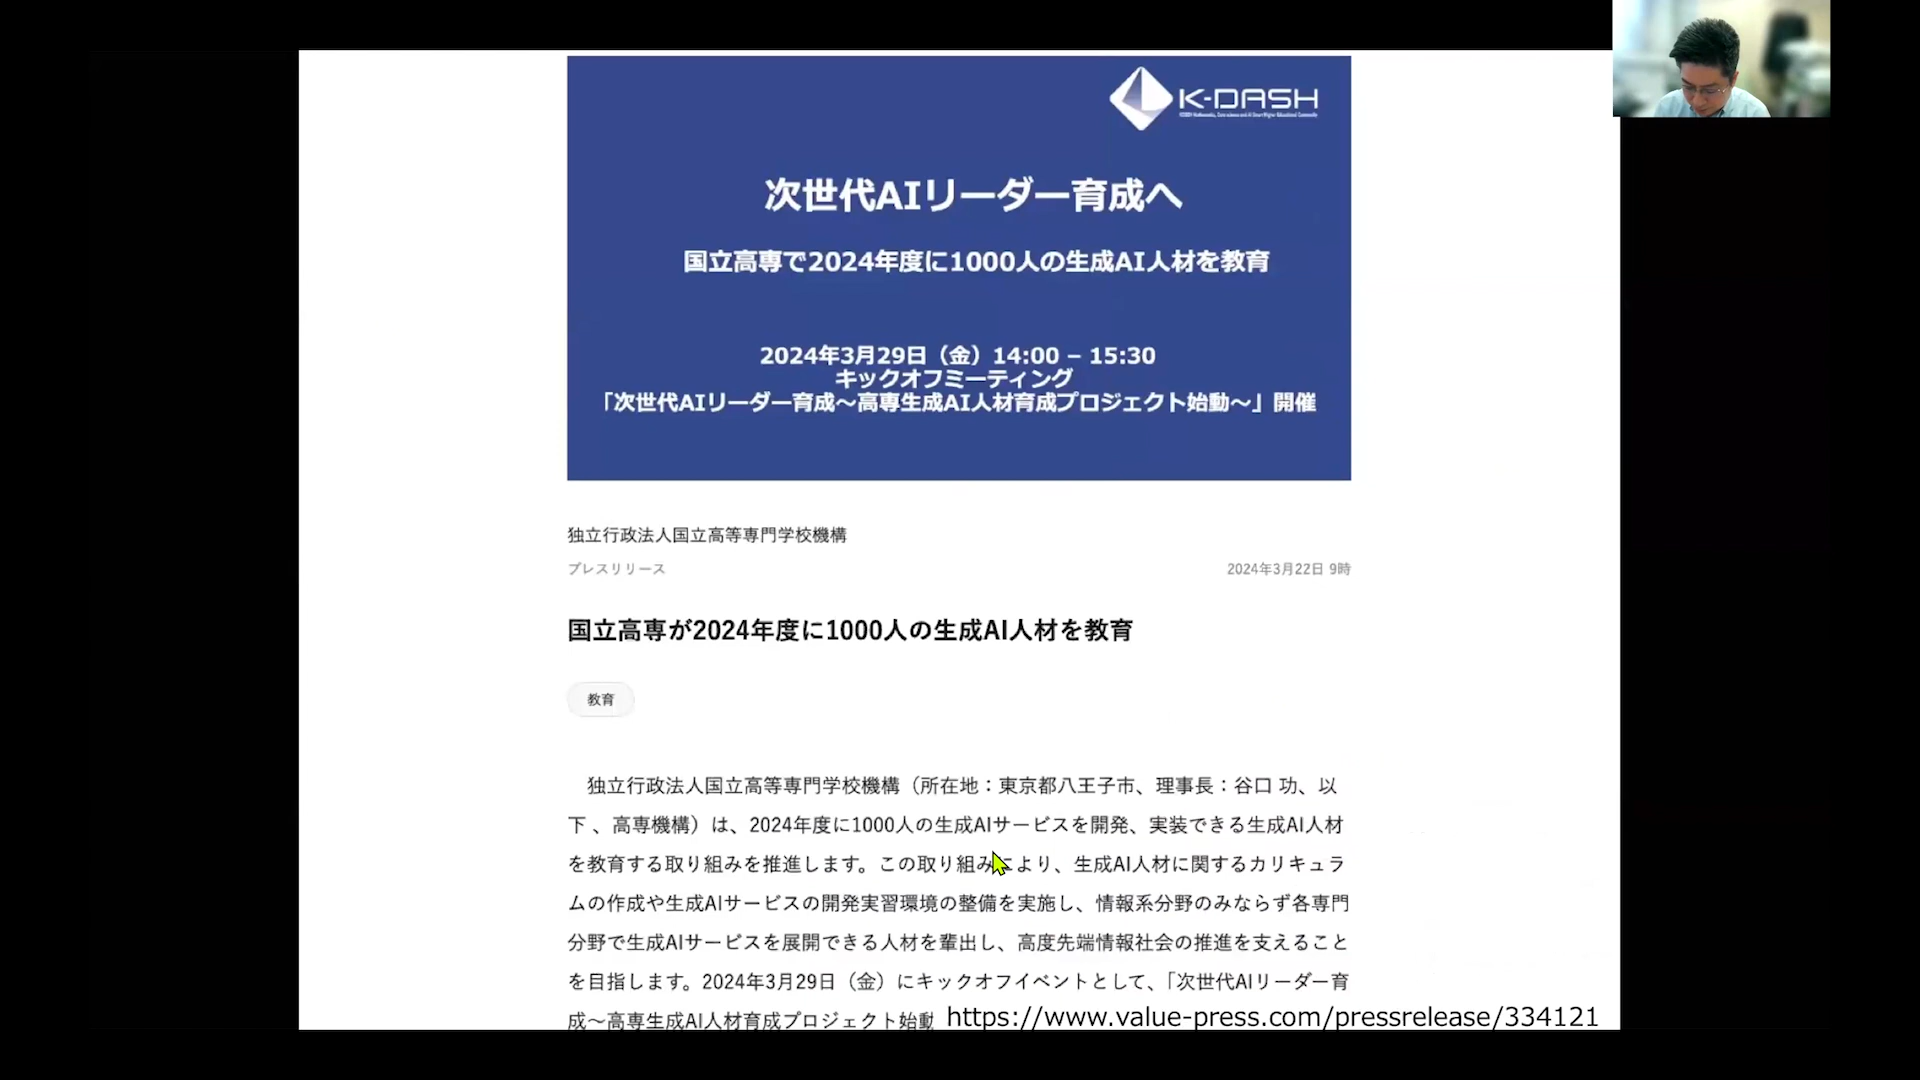 K-DASH
次世代AIリーダー育成へ
国立高専で2024年度に1000人の生成AI人材を教育
2024年3月29日（金）14:00 – 15:30
キックオフミーティング
「次世代AIリーダー育成～高専生成AI人材育成プロジェクト始動～」開催
独立行政法人国立高等専門学校機構
プレスリリース
2024年3月22日 9時
国立高専が2024年度に1000人の生成AI人材を教育
教育
独立行政法人国立高等専門学校機構（所在地：東京都八王子市、理事長：谷口 功、以
下 、高専機構）は、2024年度に1000人の生成AIサービスを開発、実装できる生成AI人材
を教育する取り組みを推進します。この取り組みにより、生成AI人材に関するカリキュラ
ムの作成や生成AIサービスの開発実習環境の整備を実施し、情報系分野のみならず各専門
分野で生成AIサービスを展開できる人材を輩出し、高度先端情報社会の推進を支えること
を目指します。2024年3月29日（金）にキックオフイベントとして、「次世代AIリーダー育
成～高専生成AI人材育成プロジェクト始動
https://www.value-press.com/pressrelease/334121